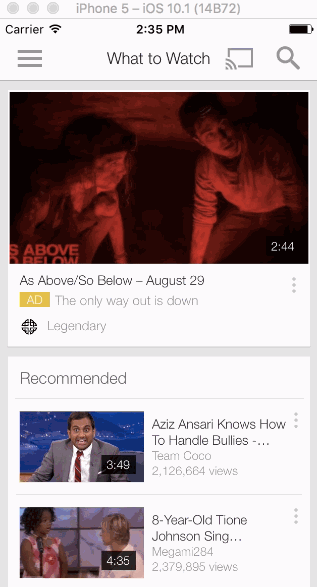 iPhone 5 – iOS 10.1 (14B72)
Carrier 2:35 PM
What to Watch
S ABOVE
O BELOW
2:44
As Above/So Below – August 29
AD The only way out is down
Legendary
Recommended
Aziz Ansari Knows How
To Handle Bullies -...
Team Coco
3:49
2,126,664 views
8-Year-Old Tione
Johnson Sing...
Megami284
4:35
2,379,895 views